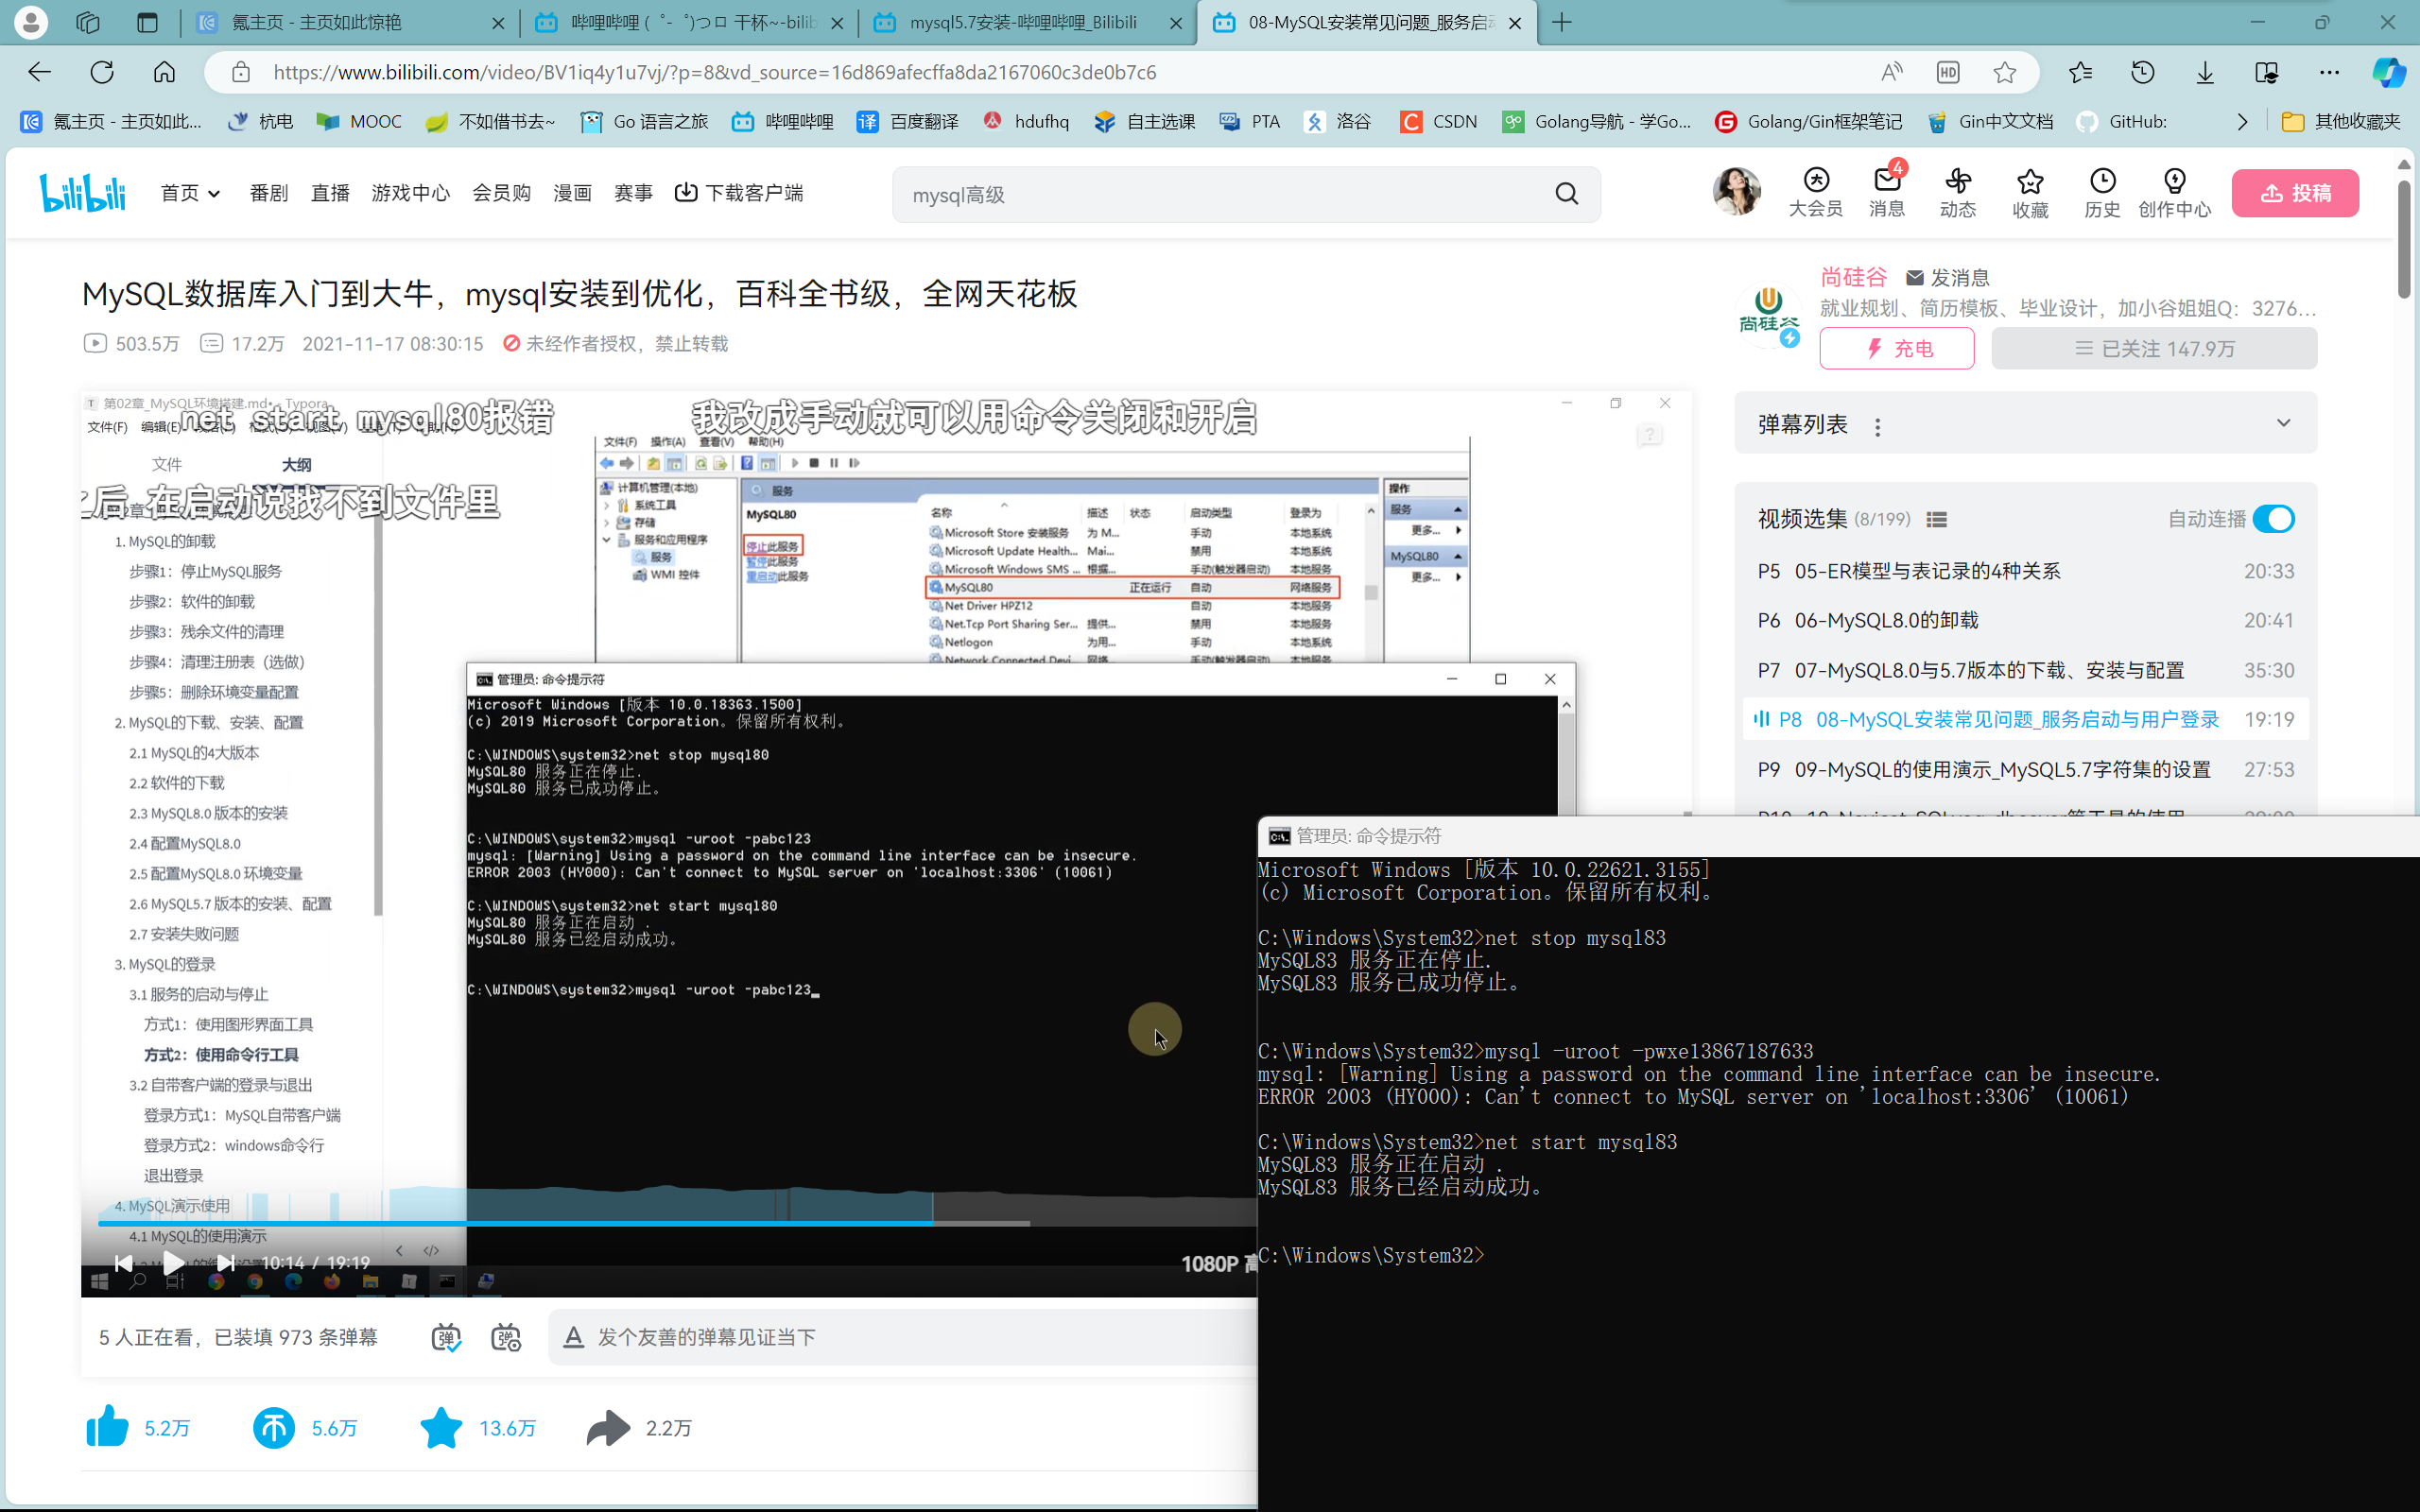 氪主页 - 主页如此惊艳
哔哩哔哩 (゜-゜)つロ 干杯~-bilib
mysql5.7安装-哔哩哔哩_Bilibili
08-MySQL安装常见问题_服务启动
https://www.bilibili.com/video/BV1iq4y1u7vj/?p=8&vd_source=16d869afecffa8da2167060c3de0b7c6
氪主页 - 主页如此...
杭电
MOOC
不如借书去~
Go 语言之旅
哔哩哔哩
百度翻译
hdufhq
自主选课
PTA
洛谷
CSDN
Golang导航 - 学Go...
Golang/Gin框架笔记
Gin中文文档
GitHub:
其他收藏夹
bilibili
首页
番剧
直播
游戏中心
会员购
漫画
赛事
下载客户端
mysql高级
大会员
4
消息
动态
收藏
历史
创作中心
投稿
MySQL数据库入门到大牛，mysql安装到优化，百科全书级，全网天花板
503.5万
17.2万
2021-11-17 08:30:15
未经作者授权，禁止转载
尚硅谷
发消息
就业规划、简历模板、毕业设计，加小谷姐姐Q：3276...
充电
已关注 147.9万
第02章_MySQL环境搭建.md• - Typora
net start mysql80报错
我改成手动就可以用命令关闭和开启
之后 在启动说找不到文件里
文件(F) 编辑(E)
文件
大纲
1. MySQL的卸载
步骤1：停止MySQL服务
步骤2：软件的卸载
步骤3：残余文件的清理
步骤4：清理注册表（选做）
步骤5：删除环境变量配置
2. MySQL的下载、安装、配置
2.1 MySQL的4大版本
2.2 软件的下载
2.3 MySQL8.0 版本的安装
2.4 配置MySQL8.0
2.5 配置MySQL8.0 环境变量
2.6 MySQL5.7 版本的安装、配置
2.7 安装失败问题
3. MySQL的登录
3.1 服务的启动与停止
方式1：使用图形界面工具
方式2：使用命令行工具
3.2 自带客户端的登录与退出
登录方式1：MySQL自带客户端
登录方式2：windows命令行
退出登录
4. MySQL演示使用
4.1 MySQL的使用演示
文件(F) 操作(A) 查看(V) 帮助(H)
计算机管理(本地)
系统工具
存储
服务和应用程序
服务
WMI 控件
服务
MySQL80
停止此服务
暂停此服务
重启动此服务
名称 描述 状态 启动类型 登录为
Microsoft Store 安装服务 为 M... 手动 本地系统
Microsoft Update Health... Mai... 禁用 本地系统
Microsoft Windows SMS ... 根据... 手动(触发器启动) 本地服务
MySQL80 正在运行 自动 网络服务
Net Driver HPZ12 自动 本地服务
Net.Tcp Port Sharing Ser... 提供... 禁用 本地服务
Netlogon 为用... 手动 本地系统
Network Connected Devi... 网络... 手动(触发器启动) 本地服务
操作
服务
更多...
MySQL80
更多...
管理员: 命令提示符
Microsoft Windows [版本 10.0.18363.1500]
(c) 2019 Microsoft Corporation。保留所有权利。
C:\WINDOWS\system32>net stop mysql80
MySQL80 服务正在停止.
MySQL80 服务已成功停止。
C:\WINDOWS\system32>mysql -uroot -pabc123
mysql: [Warning] Using a password on the command line interface can be insecure.
ERROR 2003 (HY000): Can't connect to MySQL server on 'localhost:3306' (10061)
C:\WINDOWS\system32>net start mysql80
MySQL80 服务正在启动 .
MySQL80 服务已经启动成功。
C:\WINDOWS\system32>mysql -uroot -pabc123_
10:14 / 19:19
1080P 高
弹幕列表
视频选集 (8/199)
自动连播
P5 05-ER模型与表记录的4种关系 20:33
P6 06-MySQL8.0的卸载 20:41
P7 07-MySQL8.0与5.7版本的下载、安装与配置 35:30
P8 08-MySQL安装常见问题_服务启动与用户登录 19:19
P9 09-MySQL的使用演示_MySQL5.7字符集的设置 27:53
管理员: 命令提示符
Microsoft Windows [版本 10.0.22621.3155]
(c) Microsoft Corporation。保留所有权利。
C:\Windows\System32>net stop mysql83
MySQL83 服务正在停止.
MySQL83 服务已成功停止。
C:\Windows\System32>mysql -uroot -pwxe13867187633
mysql: [Warning] Using a password on the command line interface can be insecure.
ERROR 2003 (HY000): Can't connect to MySQL server on 'localhost:3306' (10061)
C:\Windows\System32>net start mysql83
MySQL83 服务正在启动 .
MySQL83 服务已经启动成功。
C:\Windows\System32>
5 人正在看，已装填 973 条弹幕
发个友善的弹幕见证当下
5.2万
5.6万
13.6万
2.2万